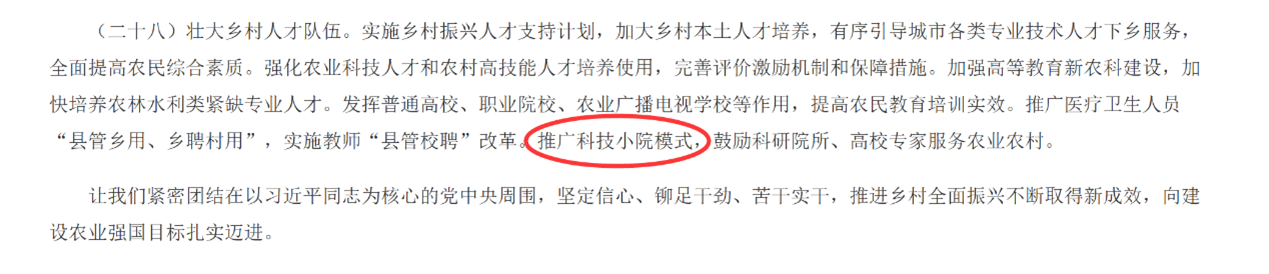 （二十八）壮大乡村人才队伍。实施乡村振兴人才支持计划，加大乡村本土人才培养，有序引导城市各类专业技术人才下乡服务，
全面提高农民综合素质。强化农业科技人才和农村高技能人才培养使用，完善评价激励机制和保障措施。加强高等教育新农科建设，加
快培养农林水利类紧缺专业人才。发挥普通高校、职业院校、农业广播电视学校等作用，提高农民教育培训实效。推广医疗卫生人员
“县管乡用、乡聘村用”，实施教师“县管校聘”改革。推广科技小院模式，鼓励科研院所、高校专家服务农业农村。
让我们紧密团结在以习近平同志为核心的党中央周围，坚定信心、铆足干劲、苦干实干，推进乡村全面振兴不断取得新成效，向建
设农业强国目标扎实迈进。